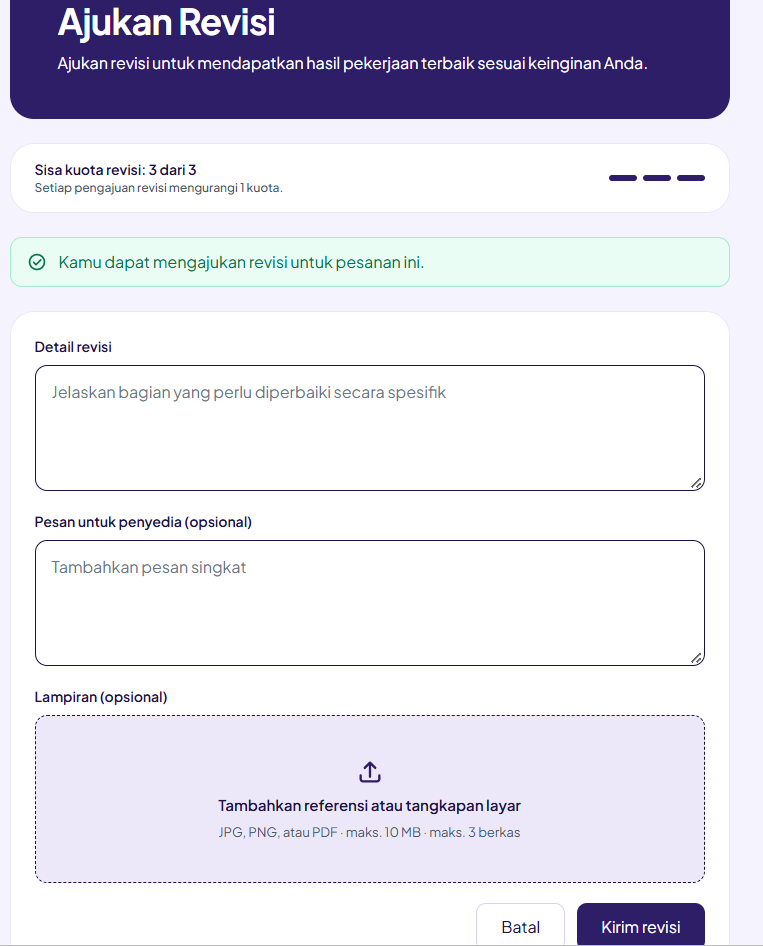 Ajukan Revisi
Ajukan revisi untuk mendapatkan hasil pekerjaan terbaik sesuai keinginan Anda.
Sisa kuota revisi: 3 dari 3
Setiap pengajuan revisi mengurangi 1 kuota.
Kamu dapat mengajukan revisi untuk pesanan ini.
Detail revisi
Jelaskan bagian yang perlu diperbaiki secara spesifik
Pesan untuk penyedia (opsional)
Tambahkan pesan singkat
Lampiran (opsional)
Tambahkan referensi atau tangkapan layar
JPG, PNG, atau PDF · maks. 10 MB · maks. 3 berkas
Batal
Kirim revisi